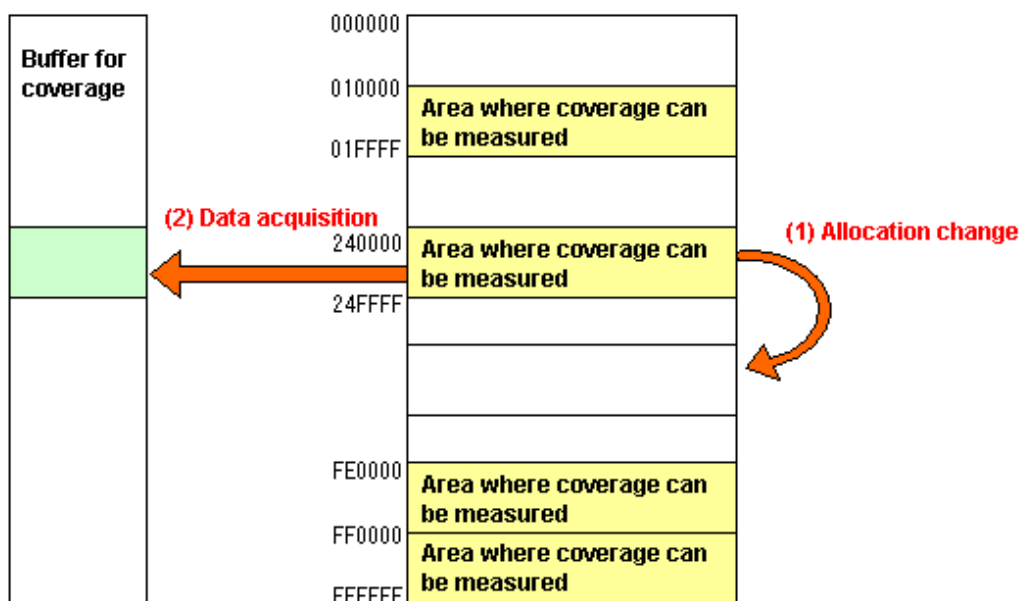 000000
Buffer for
coverage
010000
Area where coverage can
be measured
01FFFF
(2) Data acquisition
240000
Area where coverage can
be measured
(1) Allocation change
24FFFF
FE0000
Area where coverage can
be measured
FF0000
Area where coverage can
be measured
FFFFFF